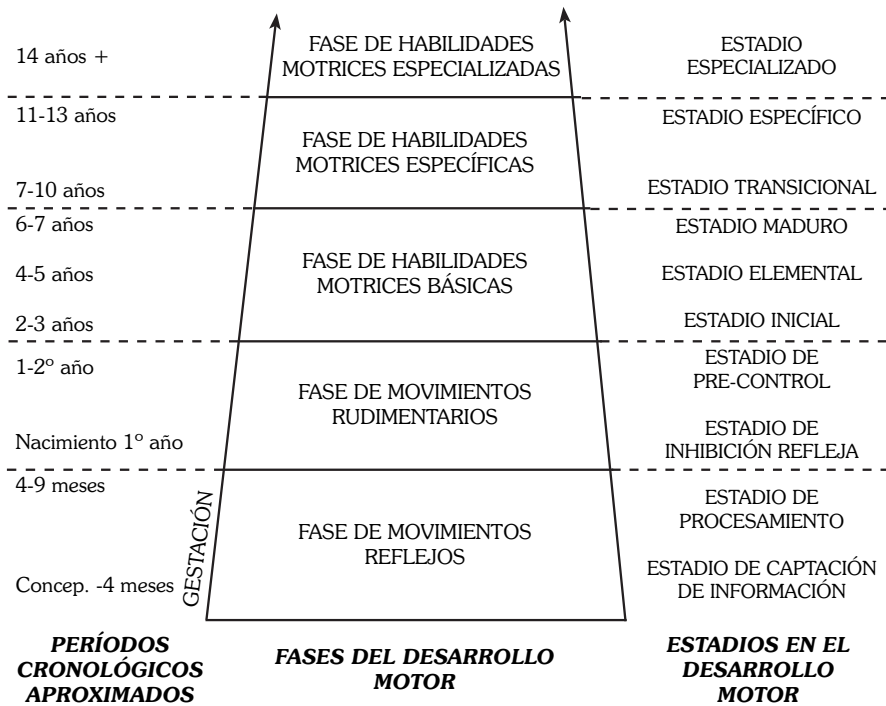 14 años +
FASE DE HABILIDADES
MOTRICES ESPECIALIZADAS
ESTADIO
ESPECIALIZADO
11-13 años
FASE DE HABILIDADES
MOTRICES ESPECÍFICAS
ESTADIO ESPECÍFICO
7-10 años
ESTADIO TRANSICIONAL
6-7 años
ESTADIO MADURO
FASE DE HABILIDADES
MOTRICES BÁSICAS
4-5 años
ESTADIO ELEMENTAL
2-3 años
ESTADIO INICIAL
1-2º año
ESTADIO DE
PRE-CONTROL
FASE DE MOVIMIENTOS
RUDIMENTARIOS
Nacimiento 1º año
ESTADIO DE
INHIBICIÓN REFLEJA
4-9 meses
GESTACIÓN
FASE DE MOVIMIENTOS
REFLEJOS
ESTADIO DE
PROCESAMIENTO
Concep. -4 meses
ESTADIO DE CAPTACIÓN
DE INFORMACIÓN
PERÍODOS
CRONOLÓGICOS
APROXIMADOS
FASES DEL DESARROLLO
MOTOR
ESTADIOS EN EL
DESARROLLO
MOTOR